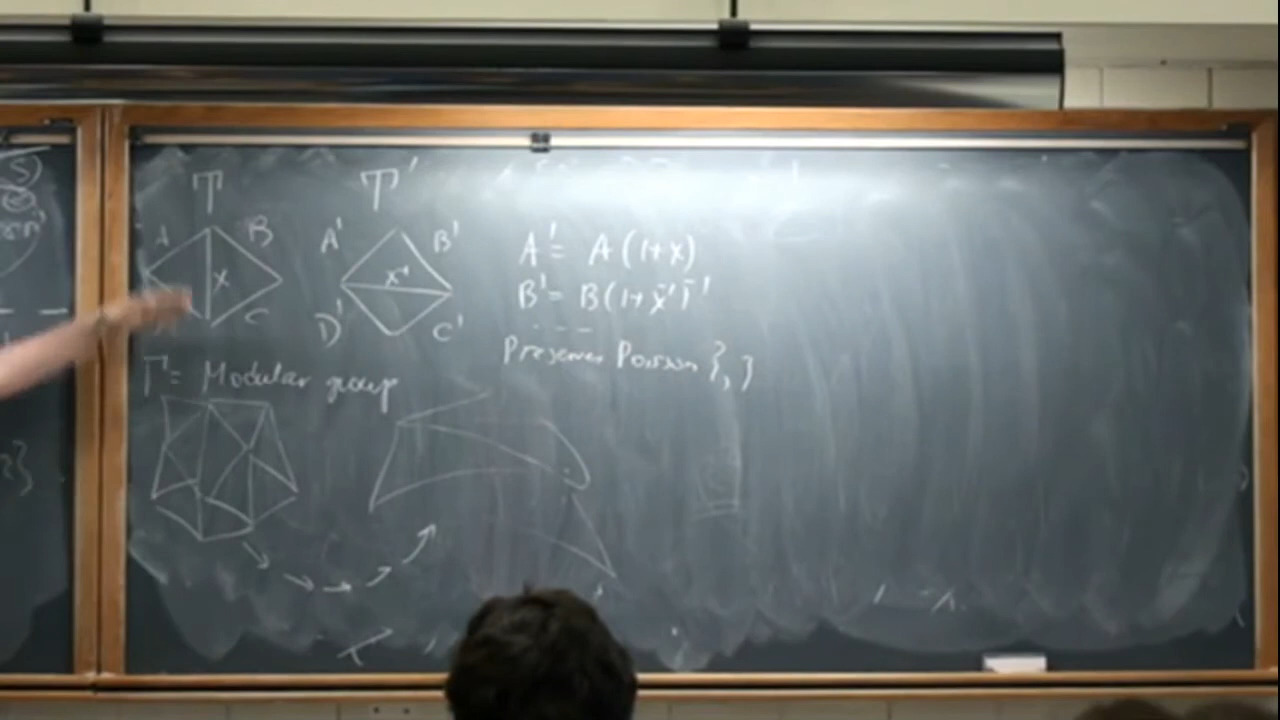 S)
T T'
A B A' B'
X X'
C D' C'
A' = A(1+x)
B' = B(1+x⁻¹)⁻¹
- - -
Preserves Poisson {,}
Γ = Modular group